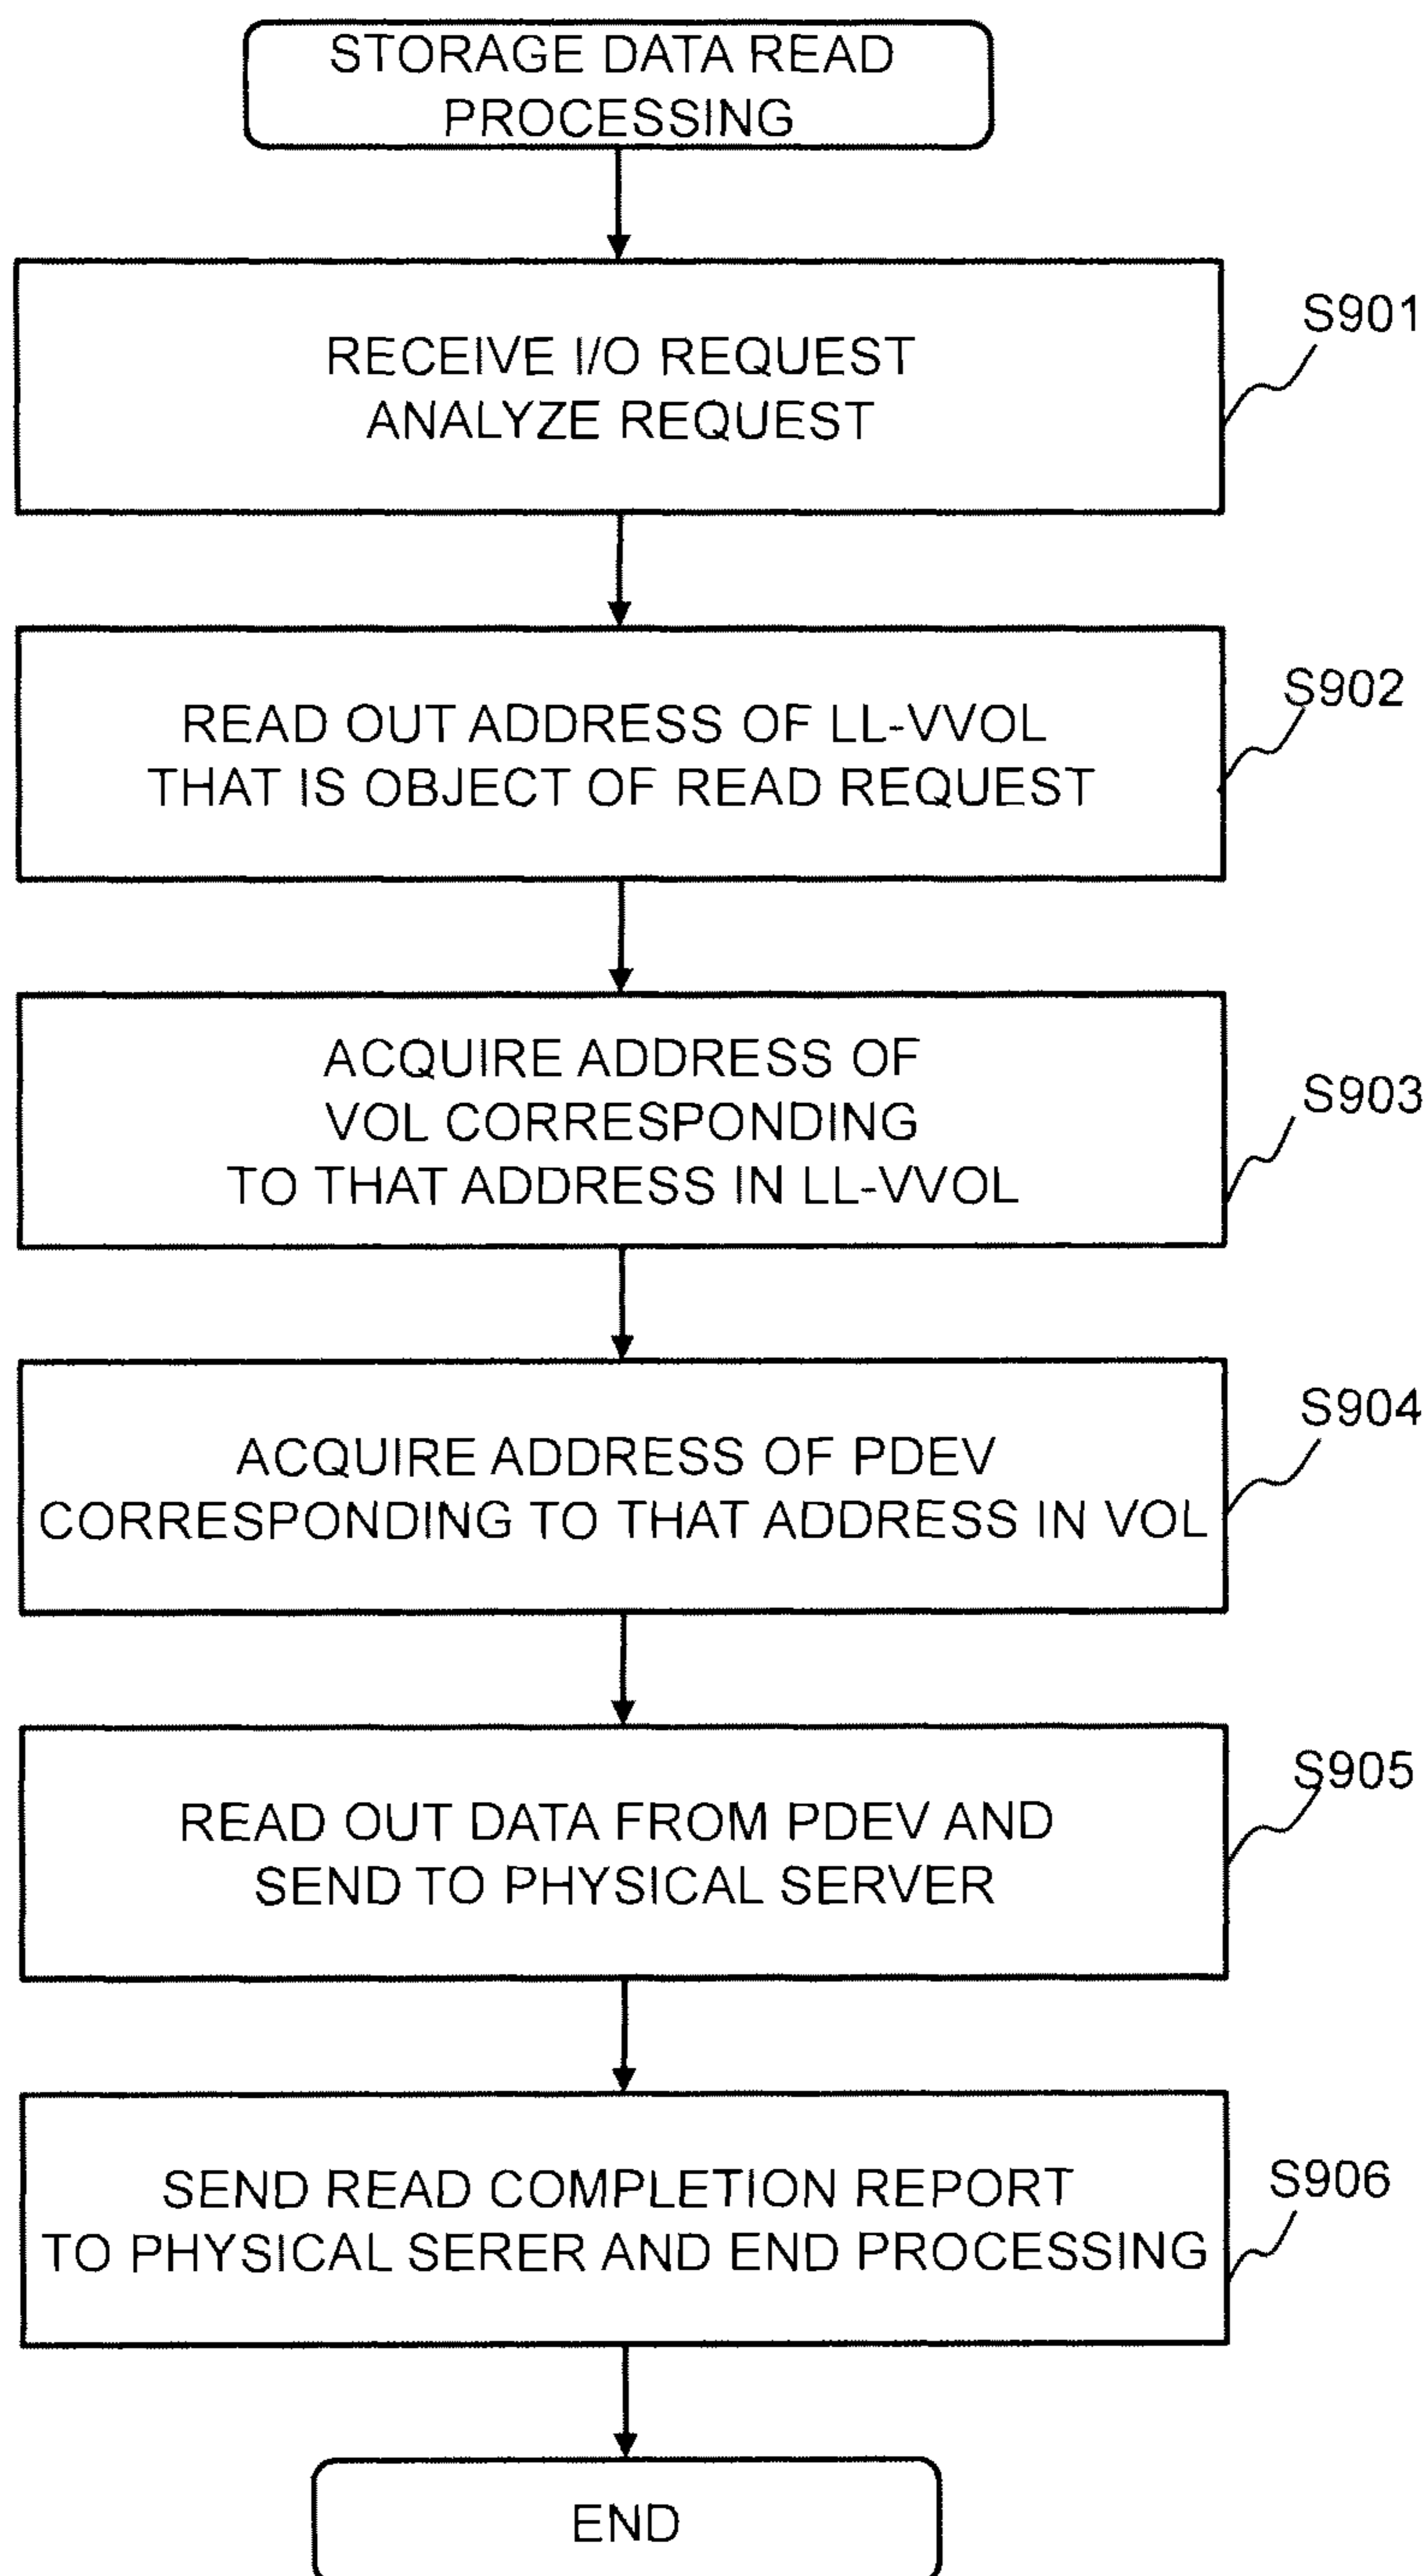 STORAGE DATA READ
PROCESSING
RECEIVE I/O REQUEST
ANALYZE REQUEST
S901
READ OUT ADDRESS OF LL-VVOL
THAT IS OBJECT OF READ REQUEST
S902
ACQUIRE ADDRESS OF
VOL CORRESPONDING
TO THAT ADDRESS IN LL-VVOL
S903
ACQUIRE ADDRESS OF PDEV
CORRESPONDING TO THAT ADDRESS IN VOL
S904
READ OUT DATA FROM PDEV AND
SEND TO PHYSICAL SERVER
S905
SEND READ COMPLETION REPORT
TO PHYSICAL SERER AND END PROCESSING
S906
END